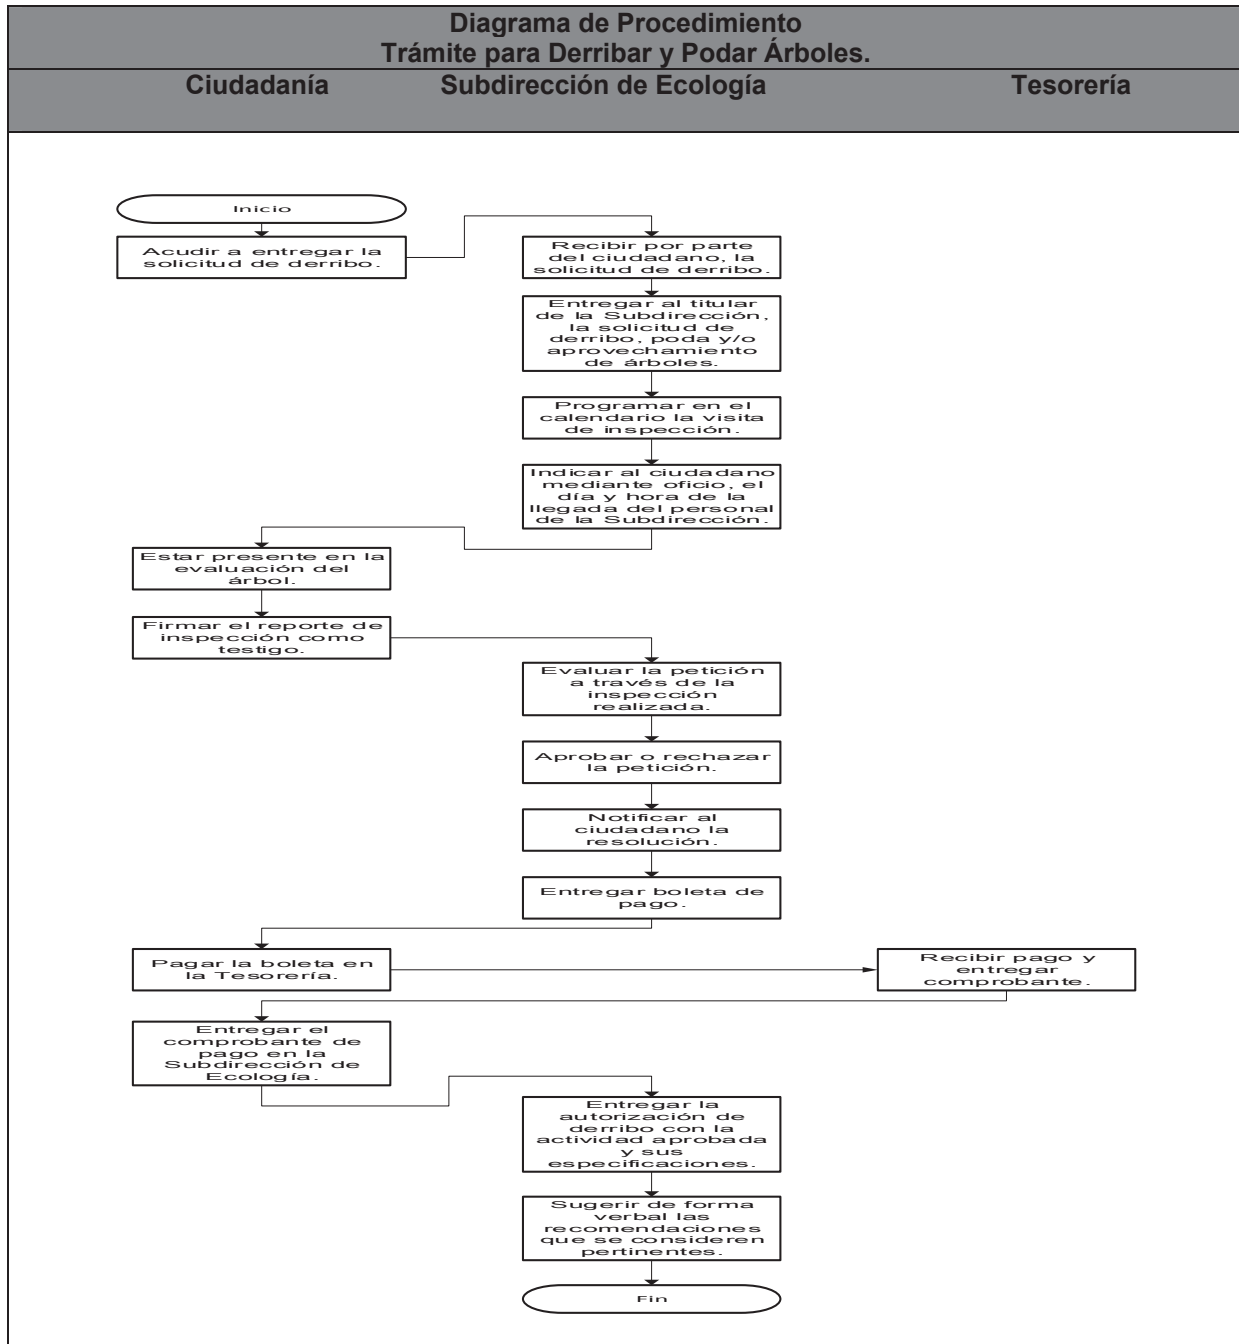 Diagrama de Procedimiento
Trámite para Derribar y Podar Árboles.
Ciudadanía
Subdirección de Ecología
Tesorería
Inicio
Acudir a entregar la
solicitud de derribo.
Recibir por parte
del ciudadano, la
solicitud de derribo.
Entregar al titular
de la Subdirección,
la solicitud de
derribo, poda y/o
aprovechamiento
de árboles.
Programar en el
calendario la visita
de inspección.
Indicar al ciudadano
mediante oficio, el
día y hora de la
llegada del personal
de la Subdirección.
Estar presente en la
evaluación del
árbol.
Firmar el reporte de
inspección como
testigo.
Evaluar la petición
a través de la
inspección
realizada.
Aprobar o rechazar
la petición.
Notificar al
ciudadano la
resolución.
Entregar boleta de
pago.
Pagar la boleta en
la Tesorería.
Recibir pago y
entregar
comprobante.
Entregar el
comprobante de
pago en la
Subdirección de
Ecología.
Entregar la
autorización de
derribo con la
actividad aprobada
y sus
especificaciones.
Sugerir de forma
verbal las
recomendaciones
que se consideren
pertinentes.
Fin